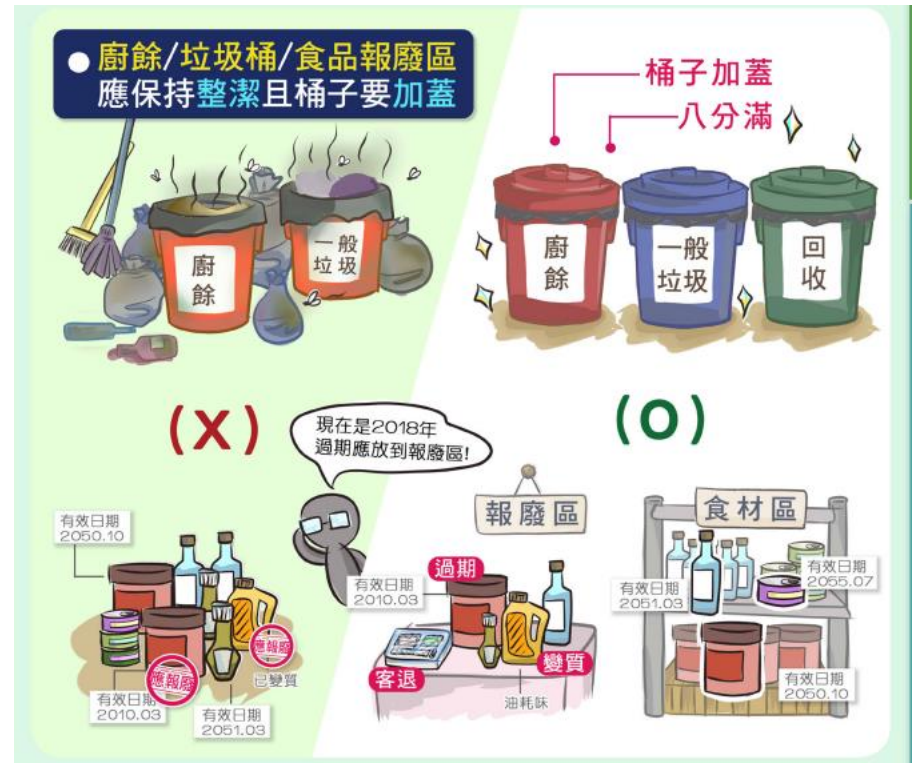 ● 廚餘/垃圾桶/食品報廢區
應保持整潔且桶子要加蓋
桶子加蓋
八分滿
廚
餘
一般
垃圾
廚
餘
一般
垃圾
回
收
(X)
(O)
現在是2018年
過期應放到報廢區!
有效日期
2050.10
應報廢
已變質
應報廢
有效日期
2010.03
有效日期
2051.03
報廢區
過期
有效日期
2010.03
客退
變質
油耗味
食材區
有效日期
2051.03
有效日期
2055.07
有效日期
2050.10